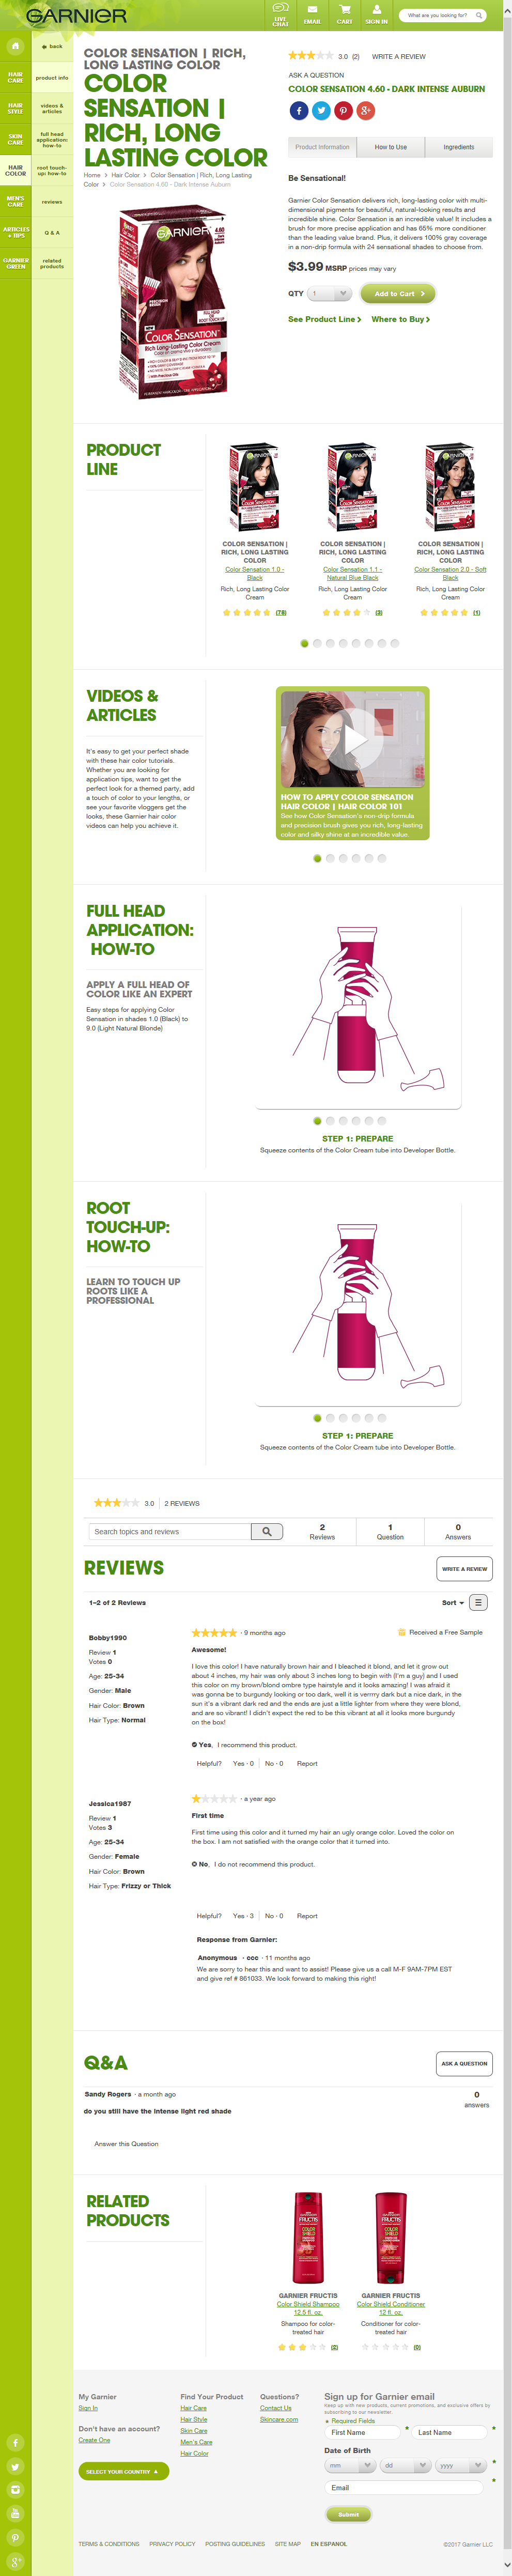 GARNIER
LIVE CHAT
EMAIL
CART
SIGN IN
What are you looking for?
back
HAIR CARE
product info
HAIR STYLE
videos & articles
SKIN CARE
full head application: how-to
HAIR COLOR
root touch-up: how-to
MEN'S CARE
reviews
ARTICLES + TIPS
Q & A
GARNIER GREEN
related products
COLOR SENSATION | RICH,
LONG LASTING COLOR
COLOR
SENSATION |
RICH, LONG
LASTING COLOR
Home > Hair Color > Color Sensation | Rich, Long Lasting
Color > Color Sensation 4.60 - Dark Intense Auburn
3.0 (2) WRITE A REVIEW
ASK A QUESTION
COLOR SENSATION 4.60 - DARK INTENSE AUBURN
Product Information
How to Use
Ingredients
Be Sensational!
Garnier Color Sensation delivers rich, long-lasting color with multi-
dimensional pigments for beautiful, natural-looking results and
incredible shine. Color Sensation is an incredible value! It includes a
brush for more precise application and has 65% more conditioner
than the leading value brand. Plus, it delivers 100% gray coverage
in a non-drip formula with 24 sensational shades to choose from.
$3.99 MSRP prices may vary
QTY 1 Add to Cart
See Product Line Where to Buy
GARNIER
4.60
COLOR SENSATION
Rich Long-Lasting Color Cream
PRODUCT
LINE
COLOR SENSATION |
RICH, LONG LASTING
COLOR
Color Sensation 1.0 -
Black
Rich, Long Lasting Color
Cream
(78)
COLOR SENSATION |
RICH, LONG LASTING
COLOR
Color Sensation 1.1 -
Natural Blue Black
Rich, Long Lasting Color
Cream
(3)
COLOR SENSATION |
RICH, LONG LASTING
COLOR
Color Sensation 2.0 - Soft
Black
Rich, Long Lasting Color
Cream
(1)
VIDEOS &
ARTICLES
It's easy to get your perfect shade
with these hair color tutorials.
Whether you are looking for
application tips, want to get the
perfect look for a themed party, add
a touch of color to your lengths, or
see your favorite vloggers get the
looks, these Garnier hair color
videos can help you achieve it.
HOW TO APPLY COLOR SENSATION
HAIR COLOR | HAIR COLOR 101
See how Color Sensation's non-drip formula
and precision brush gives you rich, long-lasting
color and silky shine at an incredible value.
FULL HEAD
APPLICATION:
HOW-TO
APPLY A FULL HEAD OF
COLOR LIKE AN EXPERT
Easy steps for applying Color
Sensation in shades 1.0 (Black) to
9.0 (Light Natural Blonde)
STEP 1: PREPARE
Squeeze contents of the Color Cream tube into Developer Bottle.
ROOT
TOUCH-UP:
HOW-TO
LEARN TO TOUCH UP
ROOTS LIKE A
PROFESSIONAL
STEP 1: PREPARE
Squeeze contents of the Color Cream tube into Developer Bottle.
3.0 2 REVIEWS
Search topics and reviews
2
Reviews
1
Question
0
Answers
REVIEWS
WRITE A REVIEW
1–2 of 2 Reviews
Sort
Bobby1990
Review 1
Votes 0
Age: 25-34
Gender: Male
Hair Color: Brown
Hair Type: Normal
· 9 months ago
Received a Free Sample
Awesome!
I love this color! I have naturally brown hair and I bleached it blond, and let it grow out
about 4 inches, my hair was only about 3 inches long to begin with (I'm a guy) and I used
this color on my brown/blond ombre type hairstyle and it looks amazing! I was afraid it
was gonna be to burgundy looking or too dark, well it is verrrry dark but a nice dark, in the
sun it's a vibrant dark red and the ends are just a little lighter from where they were blond,
and are so vibrant! I didn't expect the red to be this vibrant at all it looks more burgundy
on the box!
Yes, I recommend this product.
Helpful? Yes · 0 No · 0 Report
Jessica1987
Review 1
Votes 3
Age: 25-34
Gender: Female
Hair Color: Brown
Hair Type: Frizzy or Thick
· a year ago
First time
First time using this color and it turned my hair an ugly orange color. Loved the color on
the box. I am not satisfied with the orange color that it turned into.
No, I do not recommend this product.
Helpful? Yes · 3 No · 0 Report
Response from Garnier:
Anonymous · ccc · 11 months ago
We are sorry to hear this and want to assist! Please give us a call M-F 9AM-7PM EST
and give ref # 861033. We look forward to making this right!
Q&A
ASK A QUESTION
Sandy Rogers · a month ago
0
answers
do you still have the intense light red shade
Answer this Question
RELATED
PRODUCTS
FRUCTIS
COLOR SHIELD
FRUCTIS
COLOR SHIELD
GARNIER FRUCTIS
Color Shield Shampoo
12.5 fl. oz.
Shampoo for color-
treated hair
(2)
GARNIER FRUCTIS
Color Shield Conditioner
12 fl. oz.
Conditioner for color-
treated hair
(0)
My Garnier
Sign In
Don't have an account?
Create One
SELECT YOUR COUNTRY
Find Your Product
Hair Care
Hair Style
Skin Care
Men's Care
Hair Color
Questions?
Contact Us
Skincare.com
Sign up for Garnier email
Keep up with new products, current promotions, and exclusive offers by
subscribing to our newsletter.
Required Fields
First Name * Last Name *
Date of Birth
mm dd yyyy *
Email *
Submit
TERMS & CONDITIONS PRIVACY POLICY POSTING GUIDELINES SITE MAP EN ESPANOL
©2017 Garnier LLC